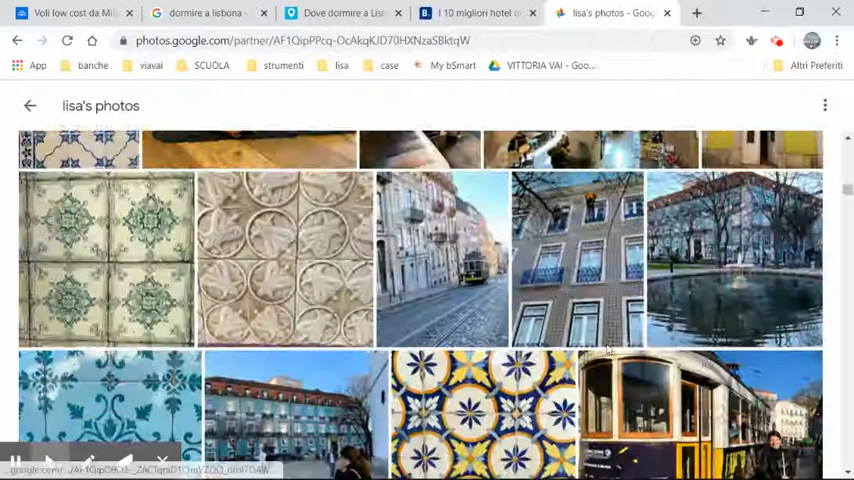 Voli low cost da Mil
dormire a lisbona -
Dove dormire a List
I 10 migliori hotel d
lisa's photos - Goog
photos.google.com/partner/AF1QipPPcq-OcAkqKJD70HXNzaSBktqW
App banche viavai SCUOLA strumenti lisa case My bSmart VITTORIA VAI - Goo... Altri Preferiti
lisa's photos